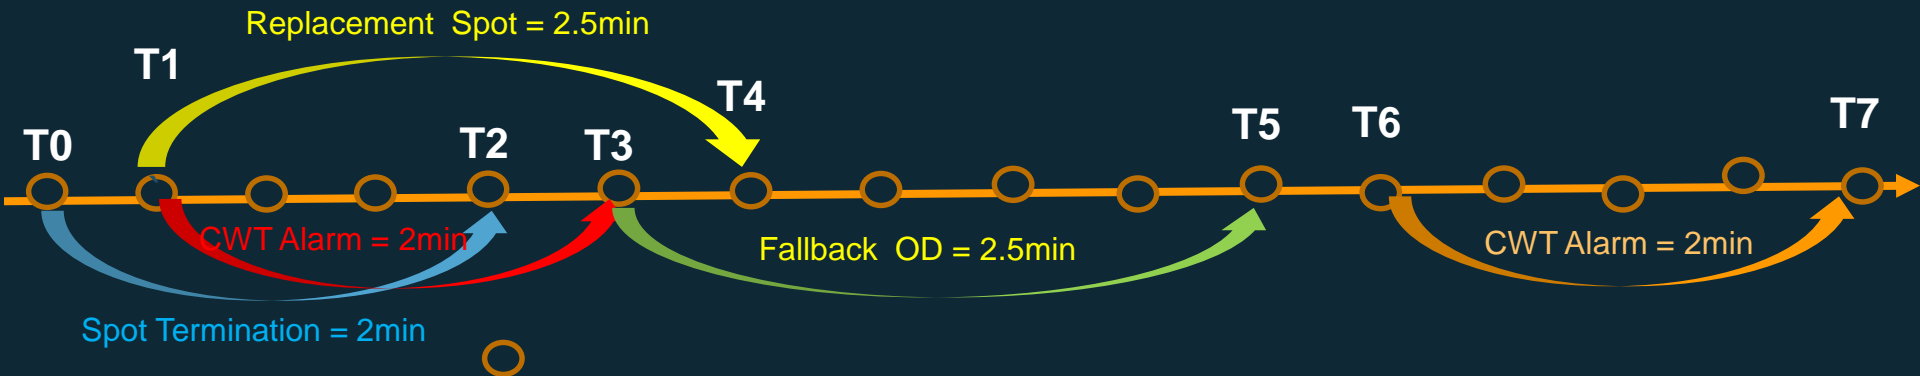 Replacement  Spot = 2.5min
T1
T4
T5
T6
T7
T0
T2
T3
CWT Alarm = 2min
Fallback  OD = 2.5min
CWT Alarm = 2min
Spot Termination = 2min